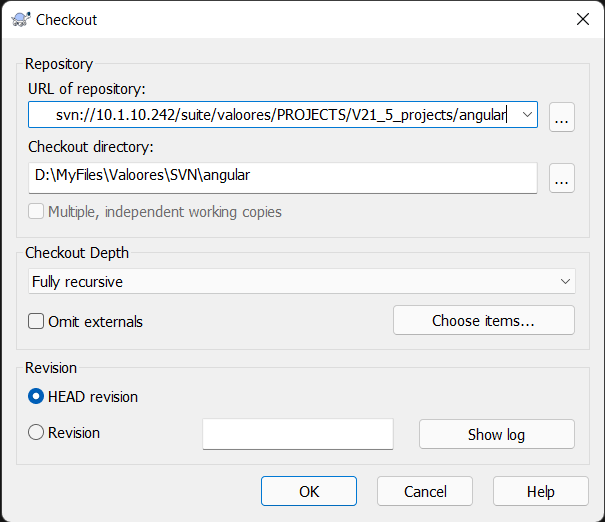 Checkout
Repository
URL of repository:
svn://10.1.10.242/suite/valoores/PROJECTS/V21_5_projects/angular
...
Checkout directory:
D:\MyFiles\Valoores\SVN\angular
...
Multiple, independent working copies
Checkout Depth
Fully recursive
Omit externals
Choose items...
Revision
HEAD revision
Revision
Show log
OK
Cancel
Help